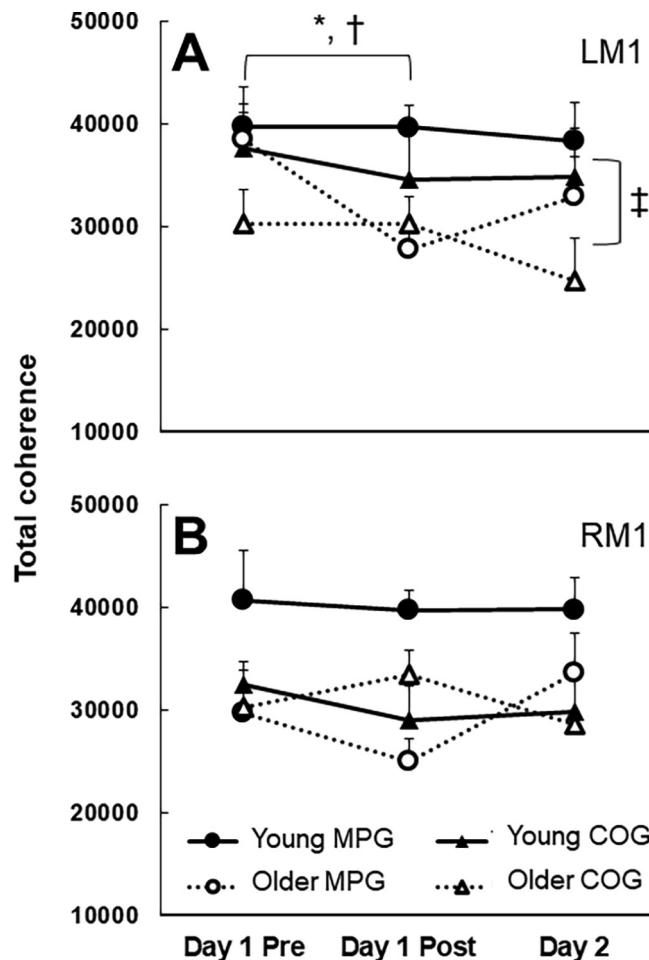 50000
A
*, †
LM1
40000
30000
‡
20000
10000
Total coherence
50000
B
RM1
40000
30000
20000
Young MPG
Young COG
Older MPG
Older COG
10000
Day 1 Pre
Day 1 Post
Day 2